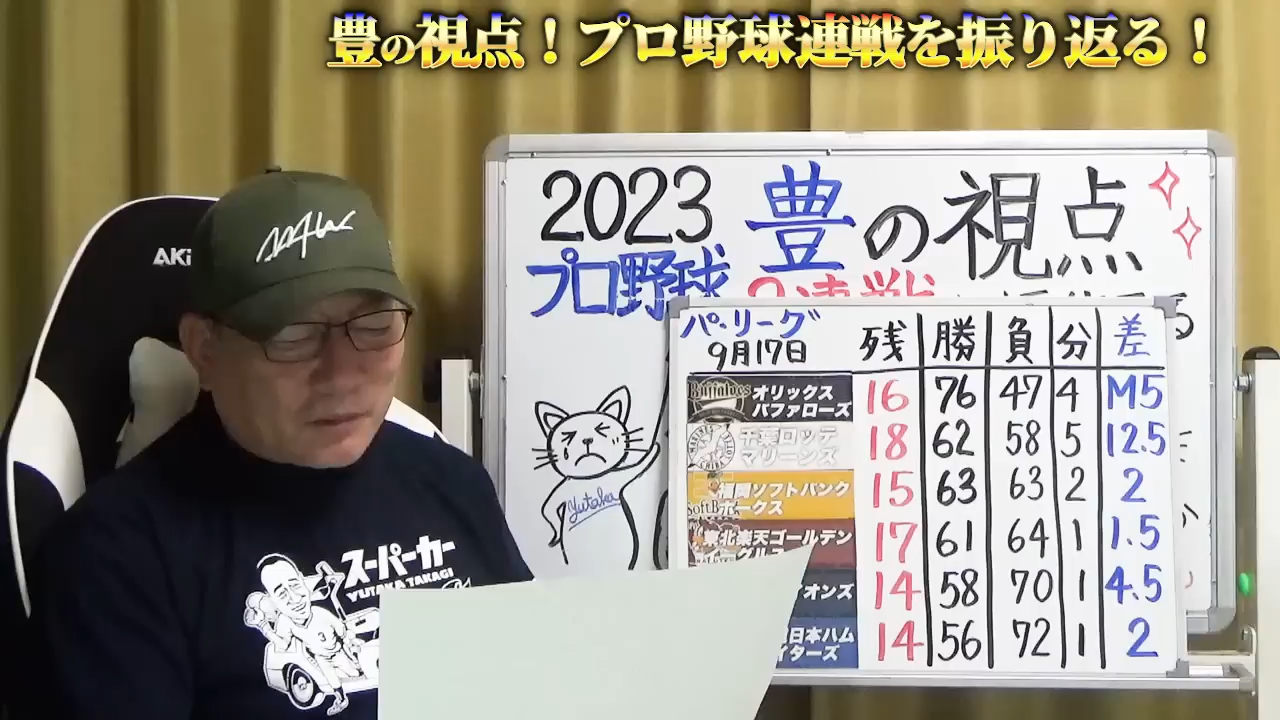 豊の視点！プロ野球連戦を振り返る！
2023 豊の視点
プロ野球
パ・リーグ
9月17日
残 勝 負 分 差
Buffaloes オリックス
バファローズ 16 76 47 4 M5
千葉ロッテ
マリーンズ 18 62 58 5 12.5
福岡ソフトバンク
ホークス 15 63 63 2 2
東北楽天ゴールデン
17 61 64 1 1.5
イオンズ 14 58 70 1 4.5
日本ハム
イターズ 14 56 72 1 2
Yutaka
AKi
スーパーカー
YUTAKA TAKAGI
3